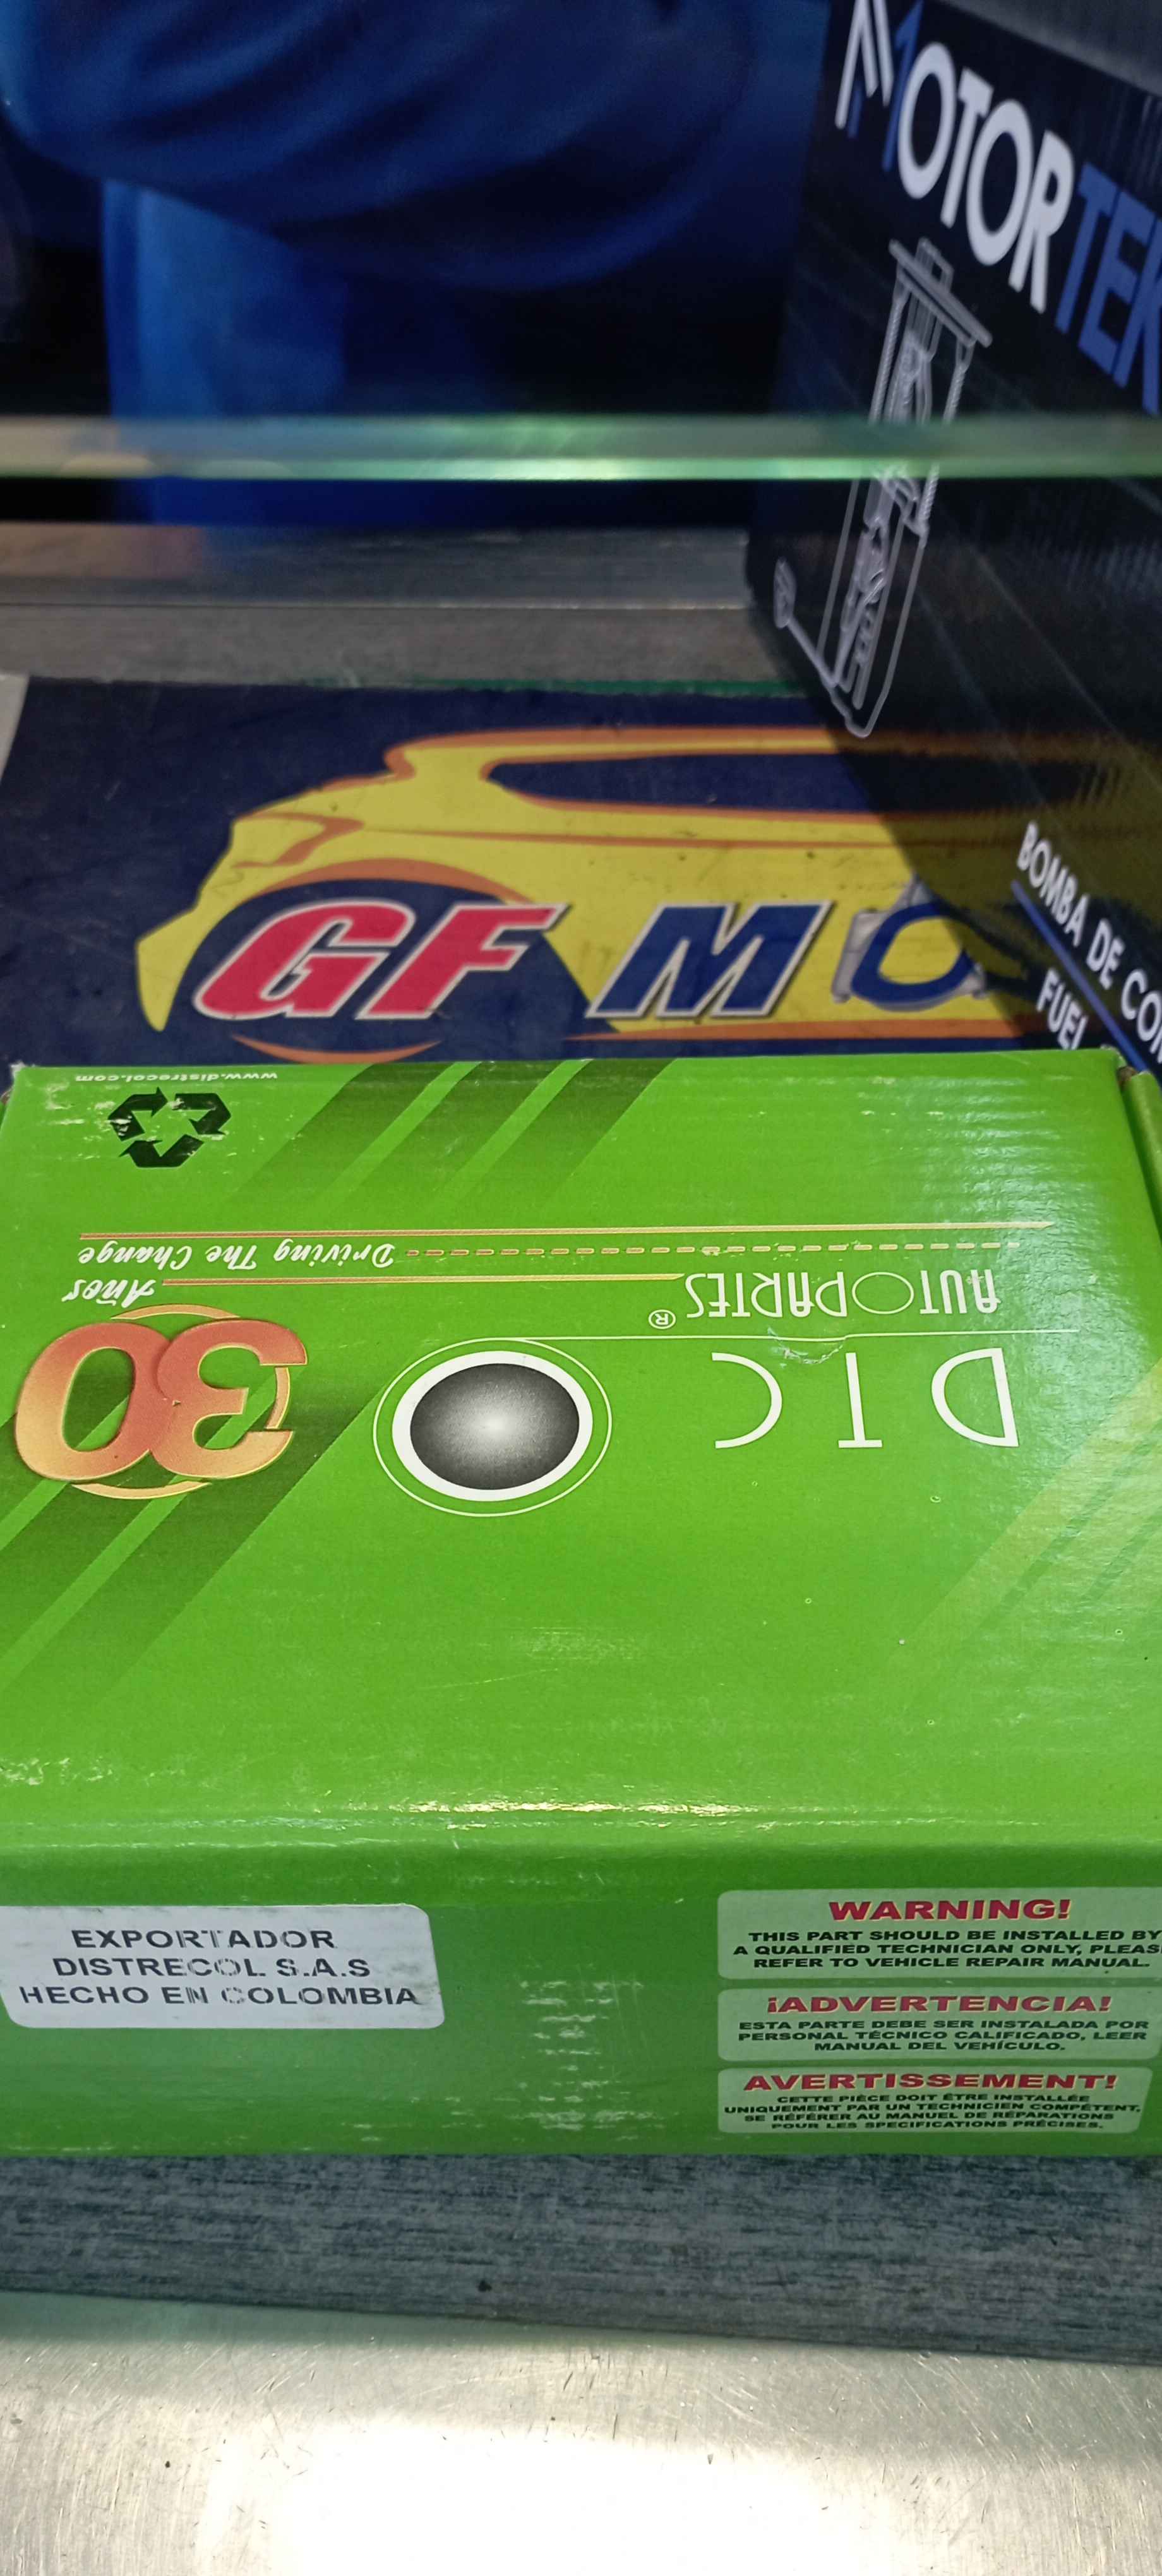 MOTORTEK
BOMBA DE COM
FUEL
GF MO
www.distrecol.com
Driving The Change
Años
30
DTC
AUTOPARTES®
EXPORTADOR
DISTRECOL S.A.S
HECHO EN COLOMBIA
WARNING!
THIS PART SHOULD BE INSTALLED BY
A QUALIFIED TECHNICIAN ONLY, PLEAS
REFER TO VEHICLE REPAIR MANUAL.
¡ADVERTENCIA!
ESTA PARTE DEBE SER INSTALADA POR
PERSONAL TÉCNICO CALIFICADO, LEER
MANUAL DEL VEHÍCULO.
AVERTISSEMENT!
CETTE PIÈCE DOIT ÊTRE INSTALLÉE
UNIQUEMENT PAR UN TECHNICIEN COMPÉTENT,
SE RÉFÉRER AU MANUEL DE RÉPARATIONS
POUR LES SPECIFICATIONS PRÉCISES.